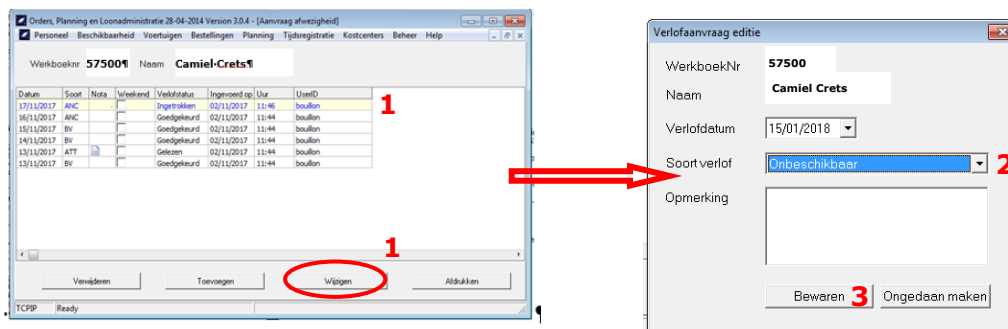 Orders, Planning en Loonadministratie 28-04-2014 Version 3.0.4 - [Aanvraag afwezigheid]
Personeel Beschikbaarheid Voertuigen Bestellingen Planning Tijdsregistratie Kostcenters Beheer Help
Werkboeknr 57500¶ Naam Camiel·Crets¶
Datum Soort Nota Weekend Verlofstatus Ingevoerd op Uur UserID
17/11/2017 ANC Ingetrokken 02/11/2017 11:46 bouillon
1
16/11/2017 ANC Goedgekeurd 02/11/2017 11:44 bouillon
15/11/2017 BV Goedgekeurd 02/11/2017 11:44 bouillon
14/11/2017 BV Goedgekeurd 02/11/2017 11:44 bouillon
13/11/2017 ATT Gelezen 02/11/2017 11:44 bouillon
13/11/2017 BV Goedgekeurd 02/11/2017 11:44 bouillon
1
Verwijderen Toevoegen Wijzigen Afdrukken
TCPIP Ready
¶
Verlofaanvraag editie
WerkboekNr 57500
Naam Camiel Crets
Verlofdatum 15/01/2018
Soort verlof Onbeschikbaar 2
Opmerking
Bewaren 3 Ongedaan maken